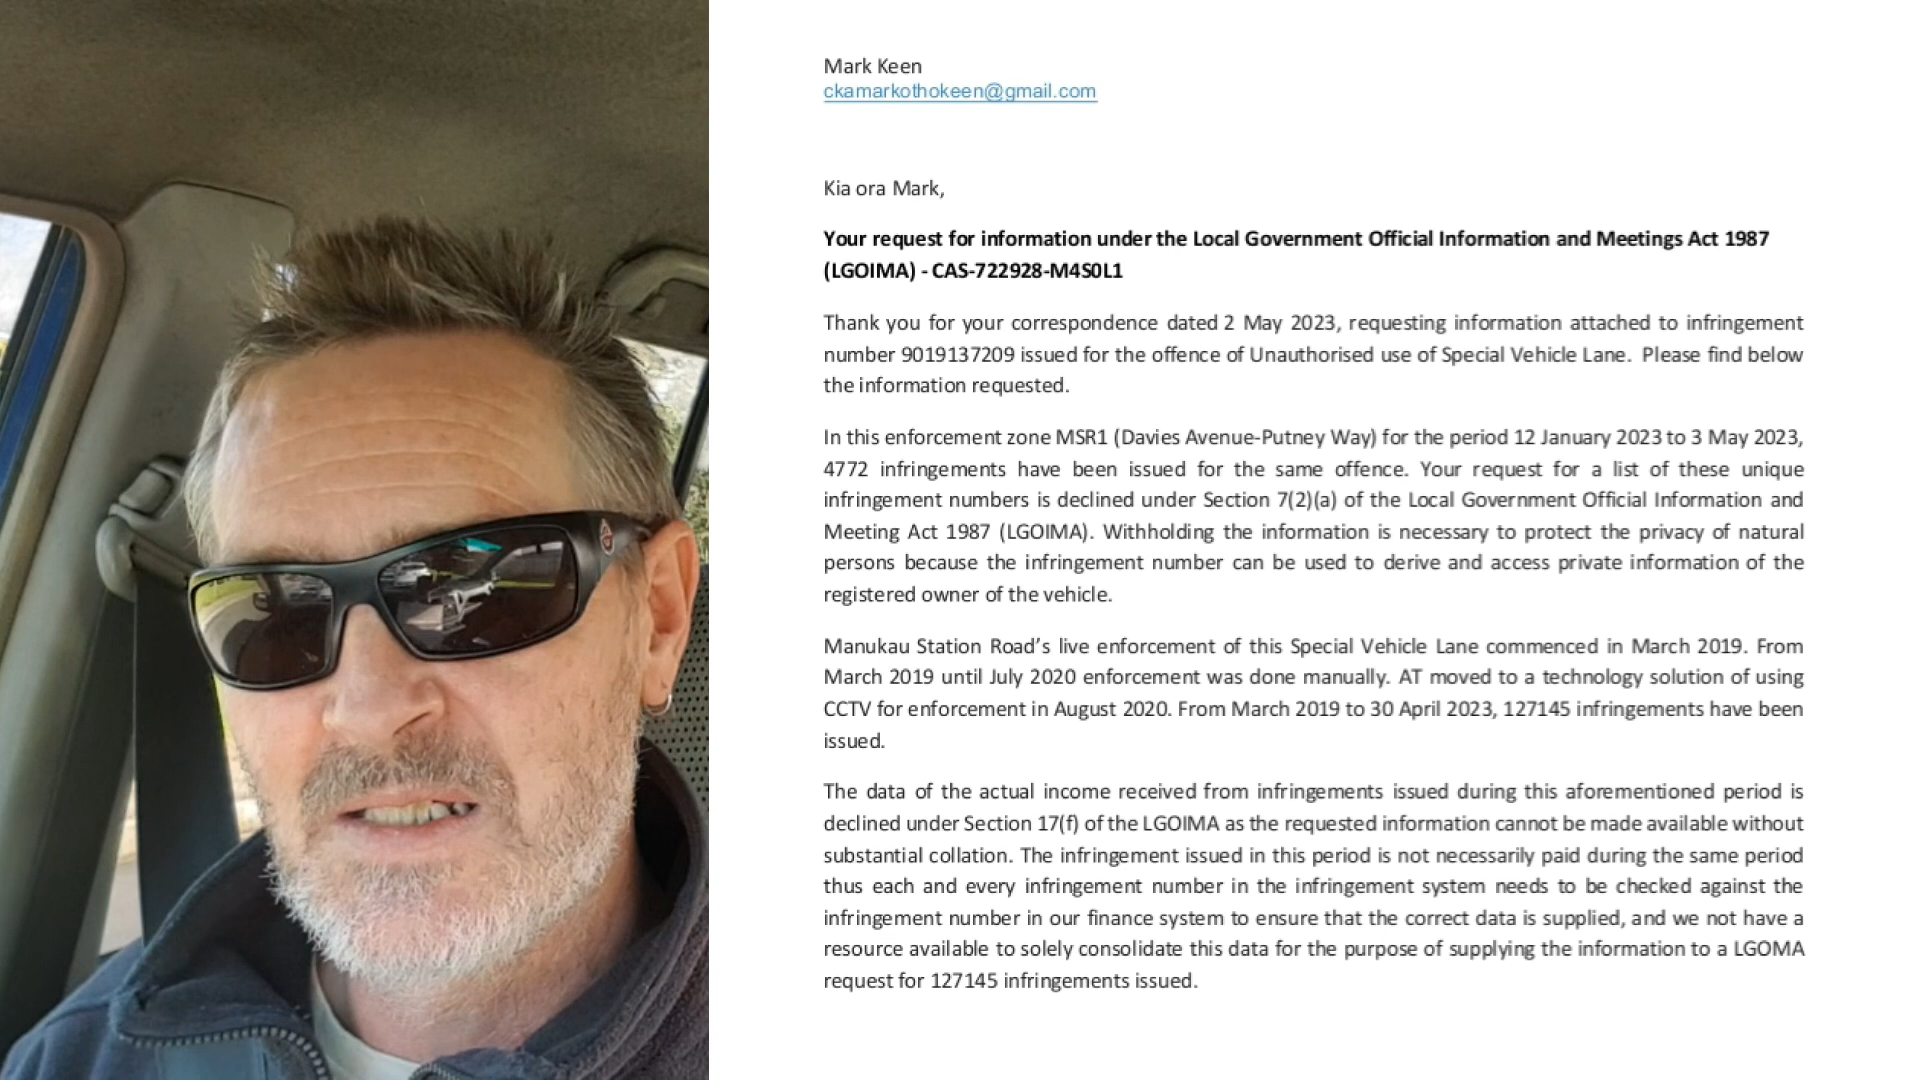 Mark Keen
ckamarkothokeen@gmail.com
Kia ora Mark,
Your request for information under the Local Government Official Information and Meetings Act 1987
(LGOIMA) - CAS-722928-M4S0L1
Thank you for your correspondence dated 2 May 2023, requesting information attached to infringement
number 9019137209 issued for the offence of Unauthorised use of Special Vehicle Lane. Please find below
the information requested.
In this enforcement zone MSR1 (Davies Avenue-Putney Way) for the period 12 January 2023 to 3 May 2023,
4772 infringements have been issued for the same offence. Your request for a list of these unique
infringement numbers is declined under Section 7(2)(a) of the Local Government Official Information and
Meeting Act 1987 (LGOIMA). Withholding the information is necessary to protect the privacy of natural
persons because the infringement number can be used to derive and access private information of the
registered owner of the vehicle.
Manukau Station Road’s live enforcement of this Special Vehicle Lane commenced in March 2019. From
March 2019 until July 2020 enforcement was done manually. AT moved to a technology solution of using
CCTV for enforcement in August 2020. From March 2019 to 30 April 2023, 127145 infringements have been
issued.
The data of the actual income received from infringements issued during this aforementioned period is
declined under Section 17(f) of the LGOIMA as the requested information cannot be made available without
substantial collation. The infringement issued in this period is not necessarily paid during the same period
thus each and every infringement number in the infringement system needs to be checked against the
infringement number in our finance system to ensure that the correct data is supplied, and we not have a
resource available to solely consolidate this data for the purpose of supplying the information to a LGOMA
request for 127145 infringements issued.